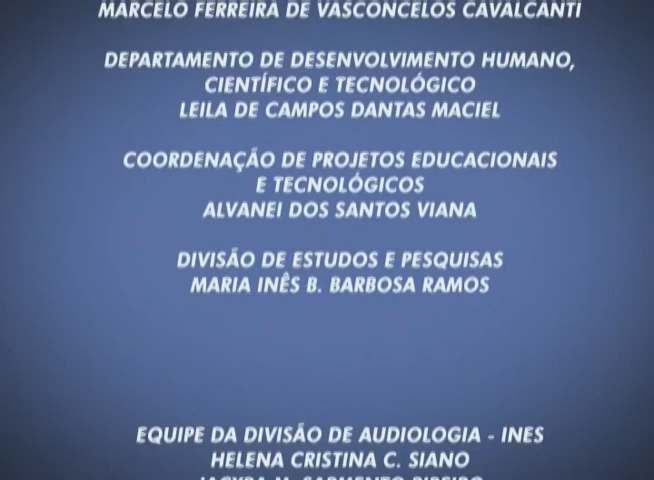 MARCELO FERREIRA DE VASCONCELOS CAVALCANTI
DEPARTAMENTO DE DESENVOLVIMENTO HUMANO,
CIENTÍFICO E TECNOLÓGICO
LEILA DE CAMPOS DANTAS MACIEL
COORDENAÇÃO DE PROJETOS EDUCACIONAIS
E TECNOLÓGICOS
ALVANEI DOS SANTOS VIANA
DIVISÃO DE ESTUDOS E PESQUISAS
MARIA INÊS B. BARBOSA RAMOS
EQUIPE DA DIVISÃO DE AUDIOLOGIA - INES
HELENA CRISTINA C. SIANO